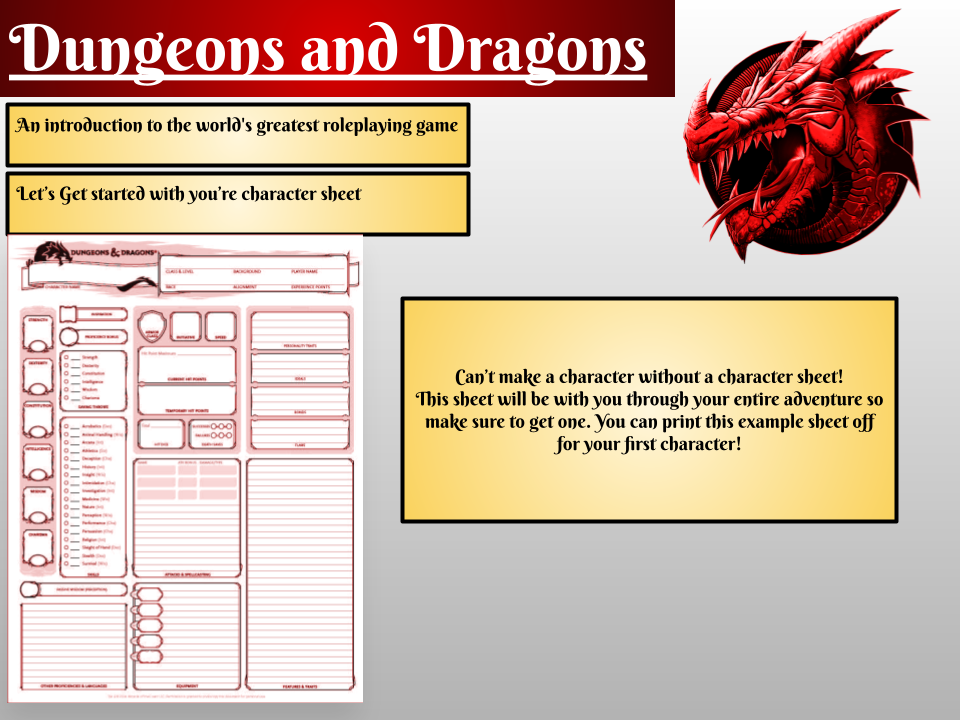 Dungeons and Dragons
An introduction to the world's greatest roleplaying game
Let's Get started with you're character sheet
DUNGEONS & DRAGONS
CLASS & LEVEL BACKGROUND PLAYER NAME
RACE ALIGNMENT EXPERIENCE POINTS
CHARACTER NAME
STRENGTH
INSPIRATION
ARMOR CLASS
INITIATIVE
SPEED
PROFICIENCY BONUS
PERSONALITY TRAITS
DEXTERITY
Strength
Dexterity
Constitution
Intelligence
Wisdom
Charisma
SAVING THROWS
Hit Point Maximum
CURRENT HIT POINTS
IDEALS
CONSTITUTION
TEMPORARY HIT POINTS
BONDS
Total
SUCCESSES
FAILURES
HIT DICE
DEATH SAVES
FLAWS
INTELLIGENCE
Acrobatics (Dex)
Animal Handling (Wis)
Arcana (Int)
Athletics (Str)
Deception (Cha)
History (Int)
Insight (Wis)
Intimidation (Cha)
Investigation (Int)
Medicine (Wis)
Nature (Int)
Perception (Wis)
Performance (Cha)
Persuasion (Cha)
Religion (Int)
Sleight of Hand (Dex)
Stealth (Dex)
Survival (Wis)
SKILLS
WISDOM
CHARISMA
NAME ATK BONUS DAMAGE/TYPE
ATTACKS & SPELLCASTING
PASSIVE WISDOM (PERCEPTION)
OTHER PROFICIENCIES & LANGUAGES
EQUIPMENT
FEATURES & TRAITS
Can't make a character without a character sheet!
This sheet will be with you through your entire adventure so
make sure to get one. You can print this example sheet off
for your first character!